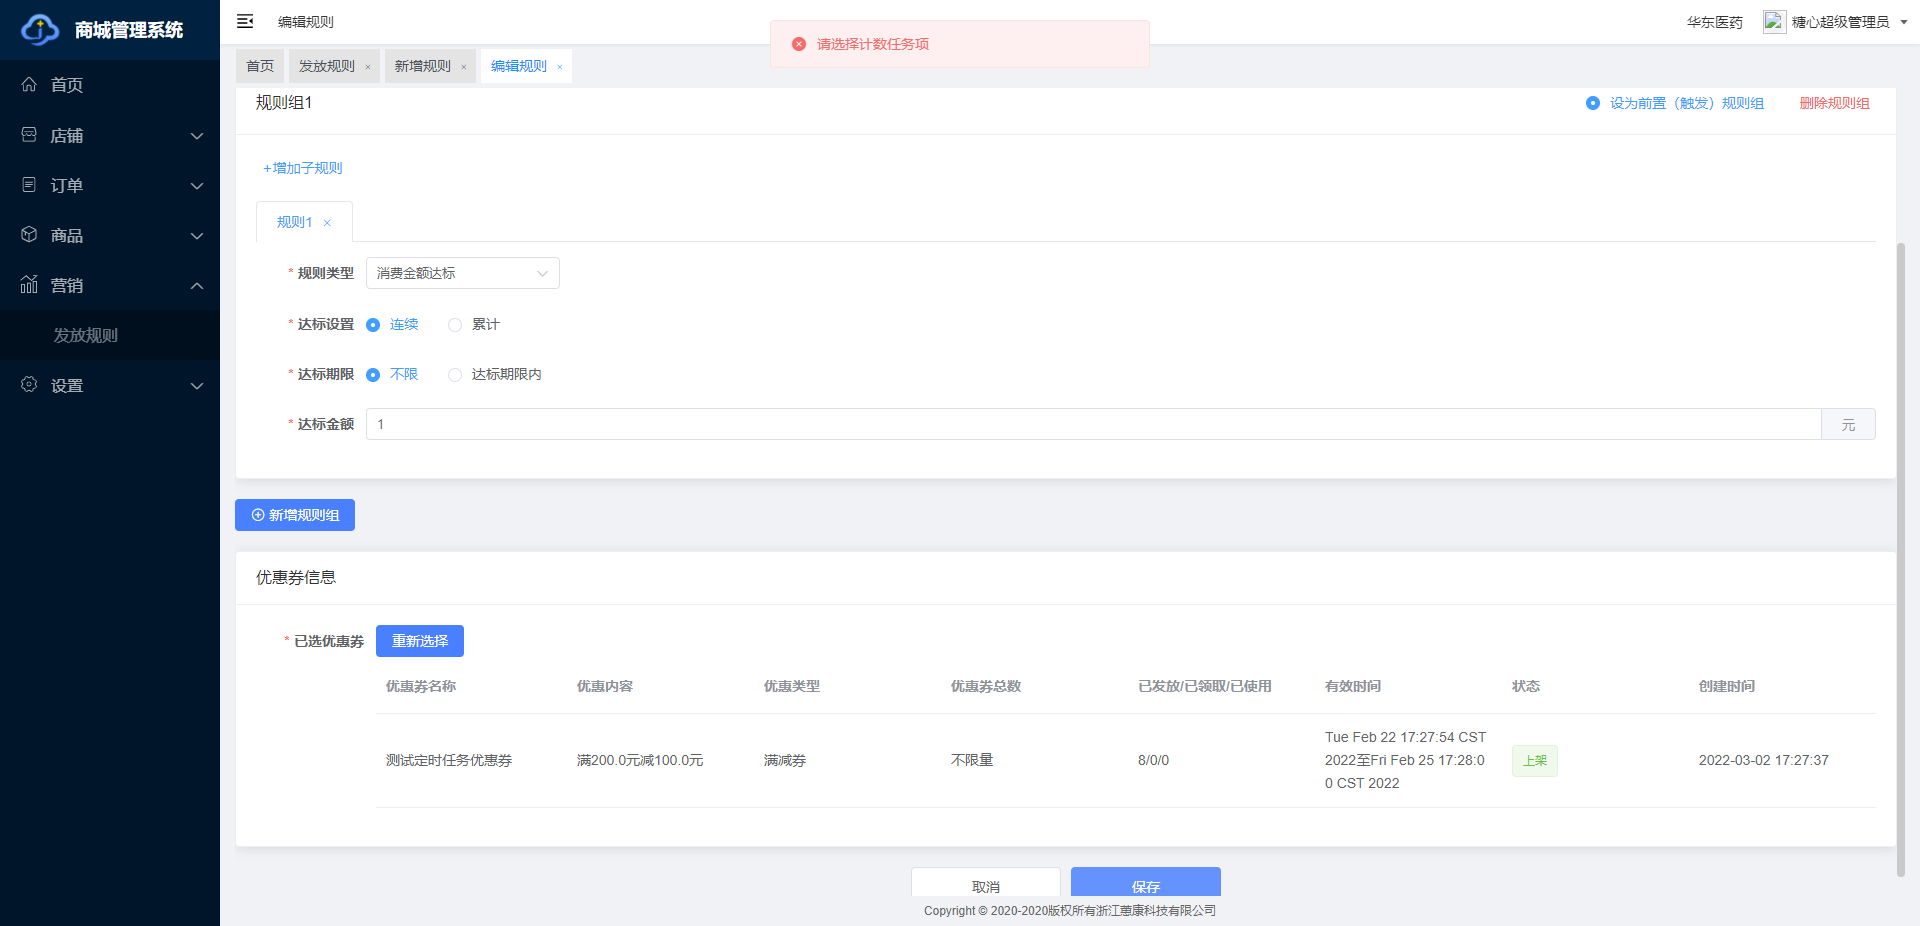 商城管理系统
编辑规则
请选择计数任务项
华东医药
糖心超级管理员
首页
店铺
订单
商品
营销
发放规则
设置
首页
发放规则 ×
新增规则 ×
编辑规则 ×
规则组1
设为前置（触发）规则组
删除规则组
+增加子规则
规则1 ×
* 规则类型 消费金额达标
* 达标设置 连续 累计
* 达标期限 不限 达标期限内
* 达标金额 1 元
新增规则组
优惠券信息
* 已选优惠券 重新选择
优惠券名称 优惠内容 优惠类型 优惠券总数 已发放/已领取/已使用 有效时间 状态 创建时间
测试定时任务优惠券 满200.0元减100.0元 满减券 不限量 8/0/0
Tue Feb 22 17:27:54 CST
2022至Fri Feb 25 17:28:0
0 CST 2022
上架
2022-03-02 17:27:37
取消 保存
Copyright © 2020-2020版权所有浙江蕙康科技有限公司